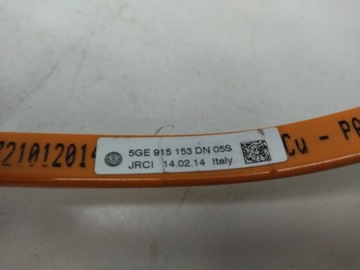 72101201
5GE 915 153 DN 05S
JRCI 14.02.14 Italy
Cu - P